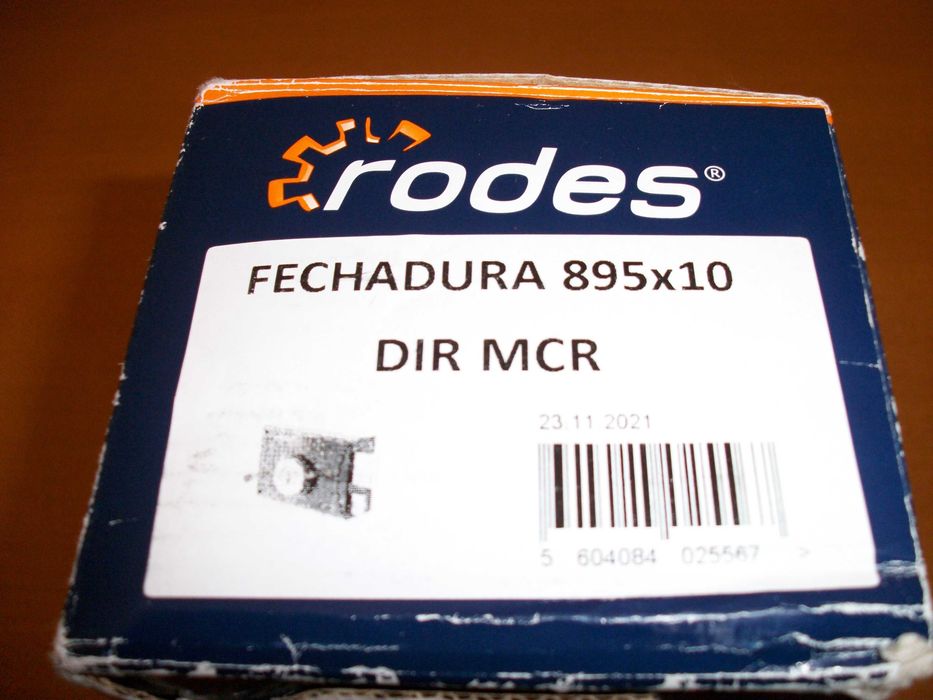 rodes®
FECHADURA 895x10
DIR MCR
23.11.2021
5 604084 025567 >